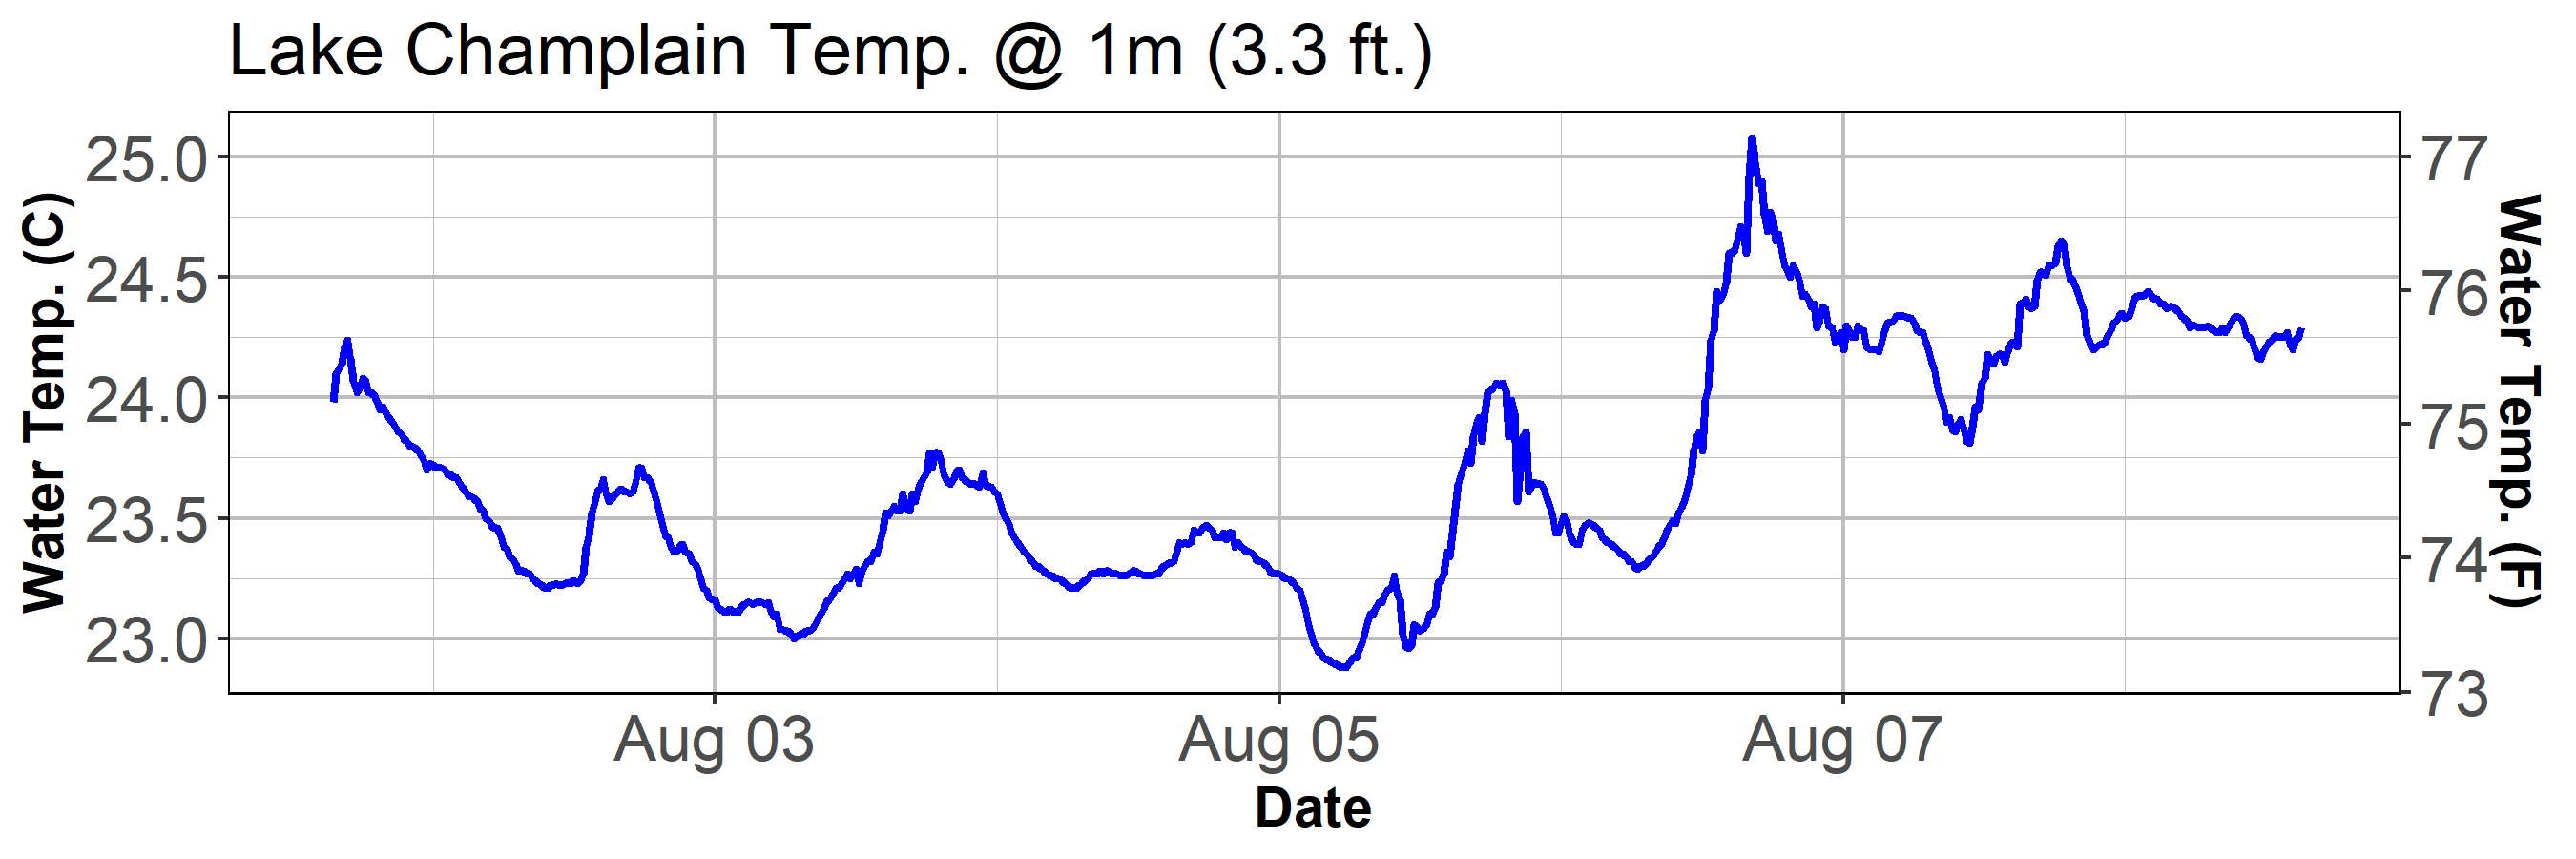 Lake Champlain Temp. @ 1m (3.3 ft.)
Water Temp. (C)
25.0
24.5
24.0
23.5
23.0
77
76
75
74
73
Water Temp. (F)
Aug 03
Aug 05
Aug 07
Date